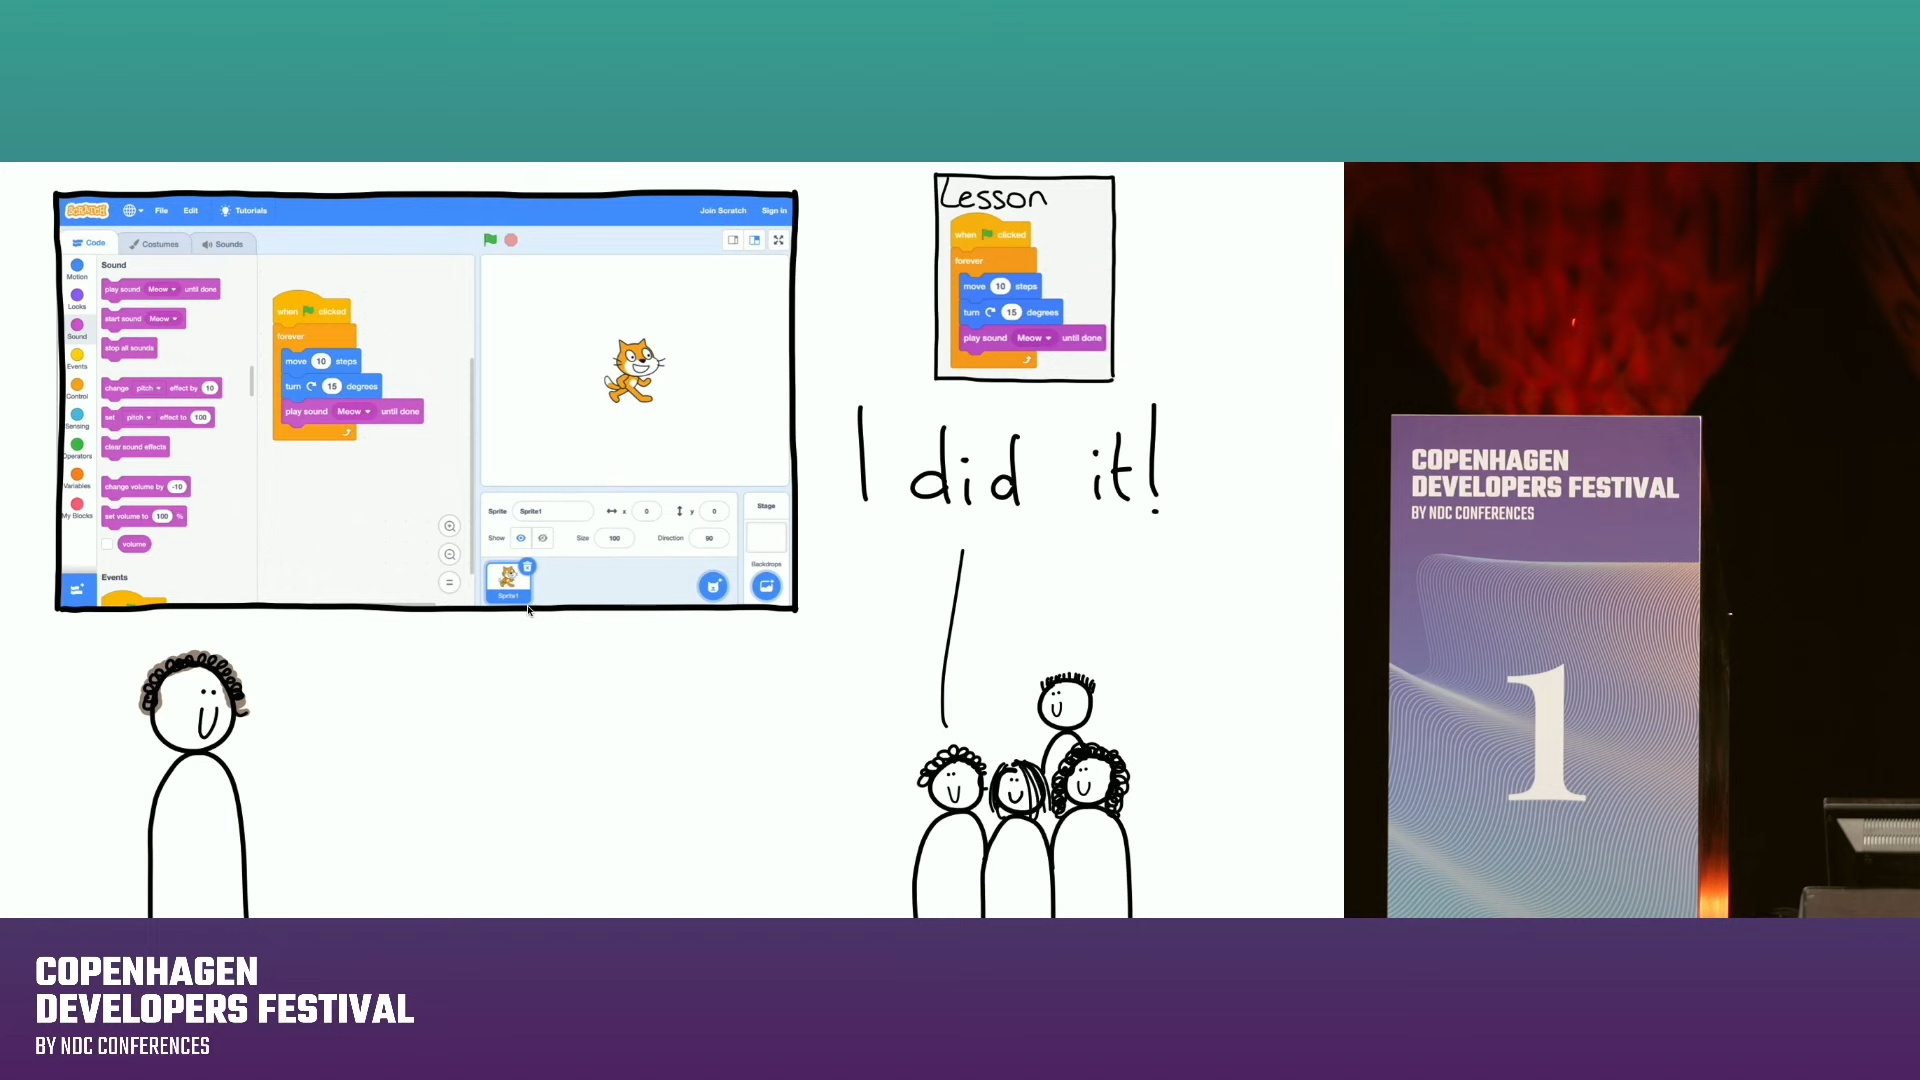 SCRATCH
File Edit Tutorials Join Scratch Sign in
Code Costumes Sounds
Motion
Looks
Sound
Events
Control
Sensing
Operators
Variables
My Blocks
Sound
play sound Meow until done
start sound Meow
stop all sounds
change pitch effect by 10
set pitch effect to 100
clear sound effects
change volume by -10
set volume to 100 %
volume
Events
when clicked
forever
move 10 steps
turn 15 degrees
play sound Meow until done
Sprite Sprite1 x 0 y 0
Show Size 100 Direction 90
Sprite1
Stage
Backdrops
Lesson
when clicked
forever
move 10 steps
turn 15 degrees
play sound Meow until done
I did it!
COPENHAGEN
DEVELOPERS FESTIVAL
BY NDC CONFERENCES
1
COPENHAGEN
DEVELOPERS FESTIVAL
BY NDC CONFERENCES